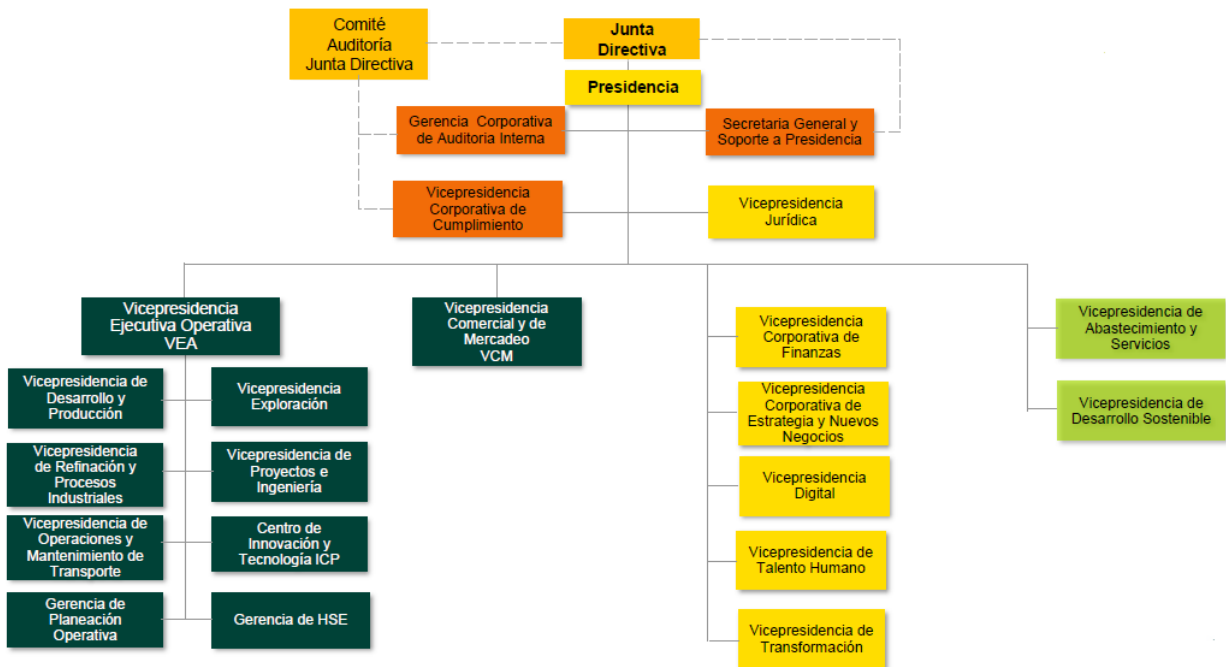 Comité
Auditoría
Junta Directiva
Junta
Directiva
Presidencia
Gerencia Corporativa
de Auditoria Interna
Secretaria General y
Soporte a Presidencia
Vicepresidencia
Corporativa de
Cumplimiento
Vicepresidencia
Jurídica
Vicepresidencia
Ejecutiva Operativa
VEA
Vicepresidencia
Comercial y de
Mercadeo
VCM
Vicepresidencia
Corporativa de
Finanzas
Vicepresidencia de
Abastecimiento y
Servicios
Vicepresidencia de
Desarrollo y
Producción
Vicepresidencia
Exploración
Vicepresidencia
Corporativa de
Estrategia y Nuevos
Negocios
Vicepresidencia de
Desarrollo Sostenible
Vicepresidencia
de Refinación y
Procesos
Industriales
Vicepresidencia de
Proyectos e
Ingeniería
Vicepresidencia
Digital
Vicepresidencia de
Operaciones y
Mantenimiento de
Transporte
Centro de
Innovación y
Tecnología ICP
Vicepresidencia de
Talento Humano
Gerencia de
Planeación
Operativa
Gerencia de HSE
Vicepresidencia de
Transformación